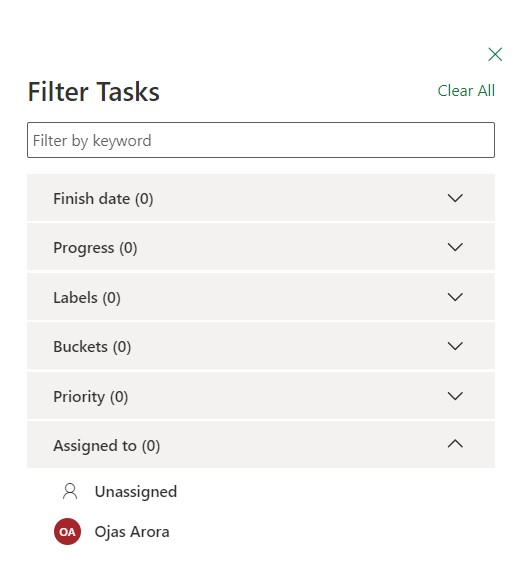 Filter Tasks
Clear All
Filter by keyword
Finish date (0)
Progress (0)
Labels (0)
Buckets (0)
Priority (0)
Assigned to (0)
Unassigned
OA Ojas Arora